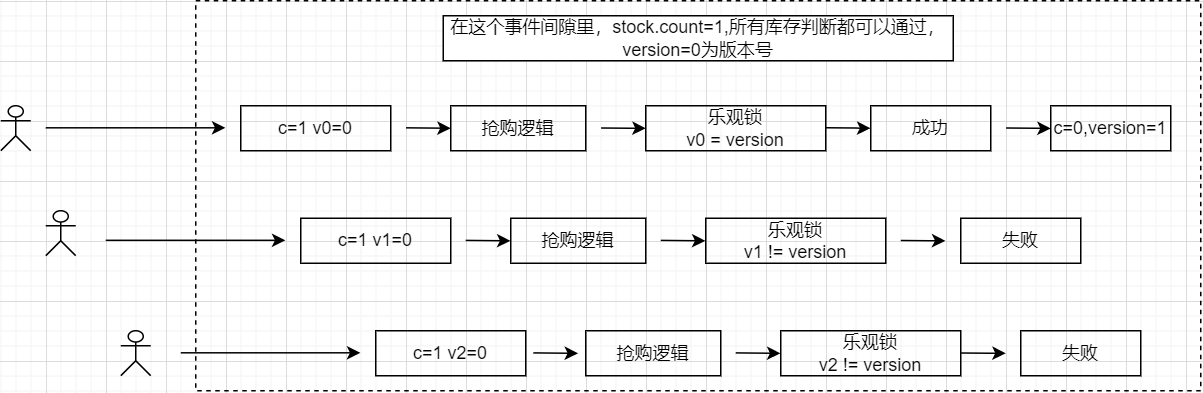 在这个事件间隙里，stock.count=1,所有库存判断都可以通过，
version=0为版本号
c=1 v0=0
抢购逻辑
乐观锁
v0 = version
成功
c=0,version=1
c=1 v1=0
抢购逻辑
乐观锁
v1 != version
失败
c=1 v2=0
抢购逻辑
乐观锁
v2 != version
失败